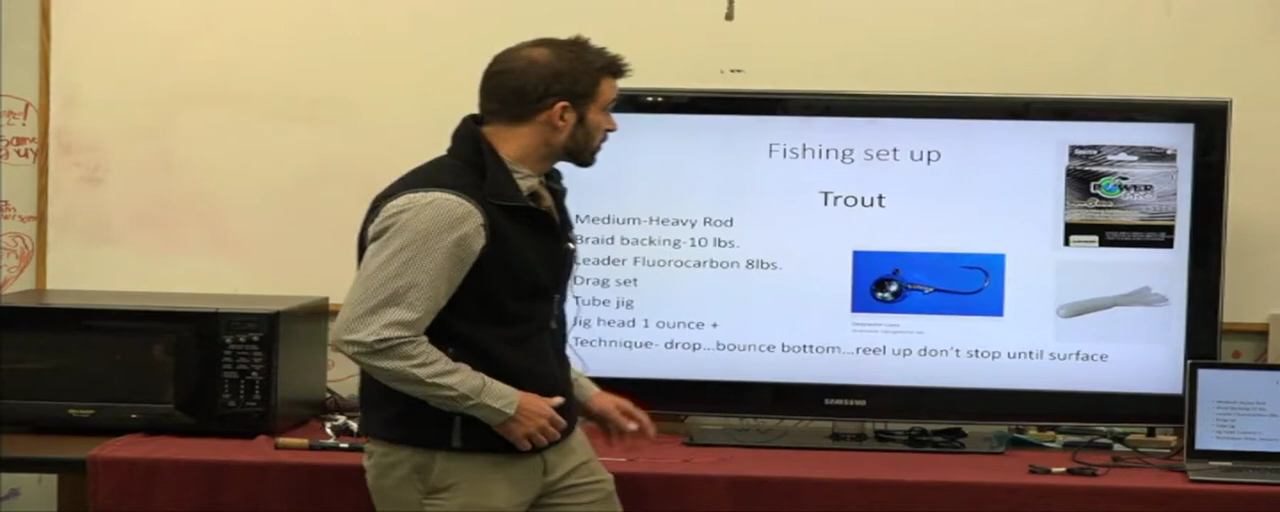 Fishing set up
Trout
Medium-Heavy Rod
Braid backing-10 lbs.
Leader Fluorocarbon 8lbs.
Drag set
Tube jig
Jig head 1 ounce +
Technique- drop...bounce bottom...reel up don't stop until surface
POWER
SAMSUNG
SHARP